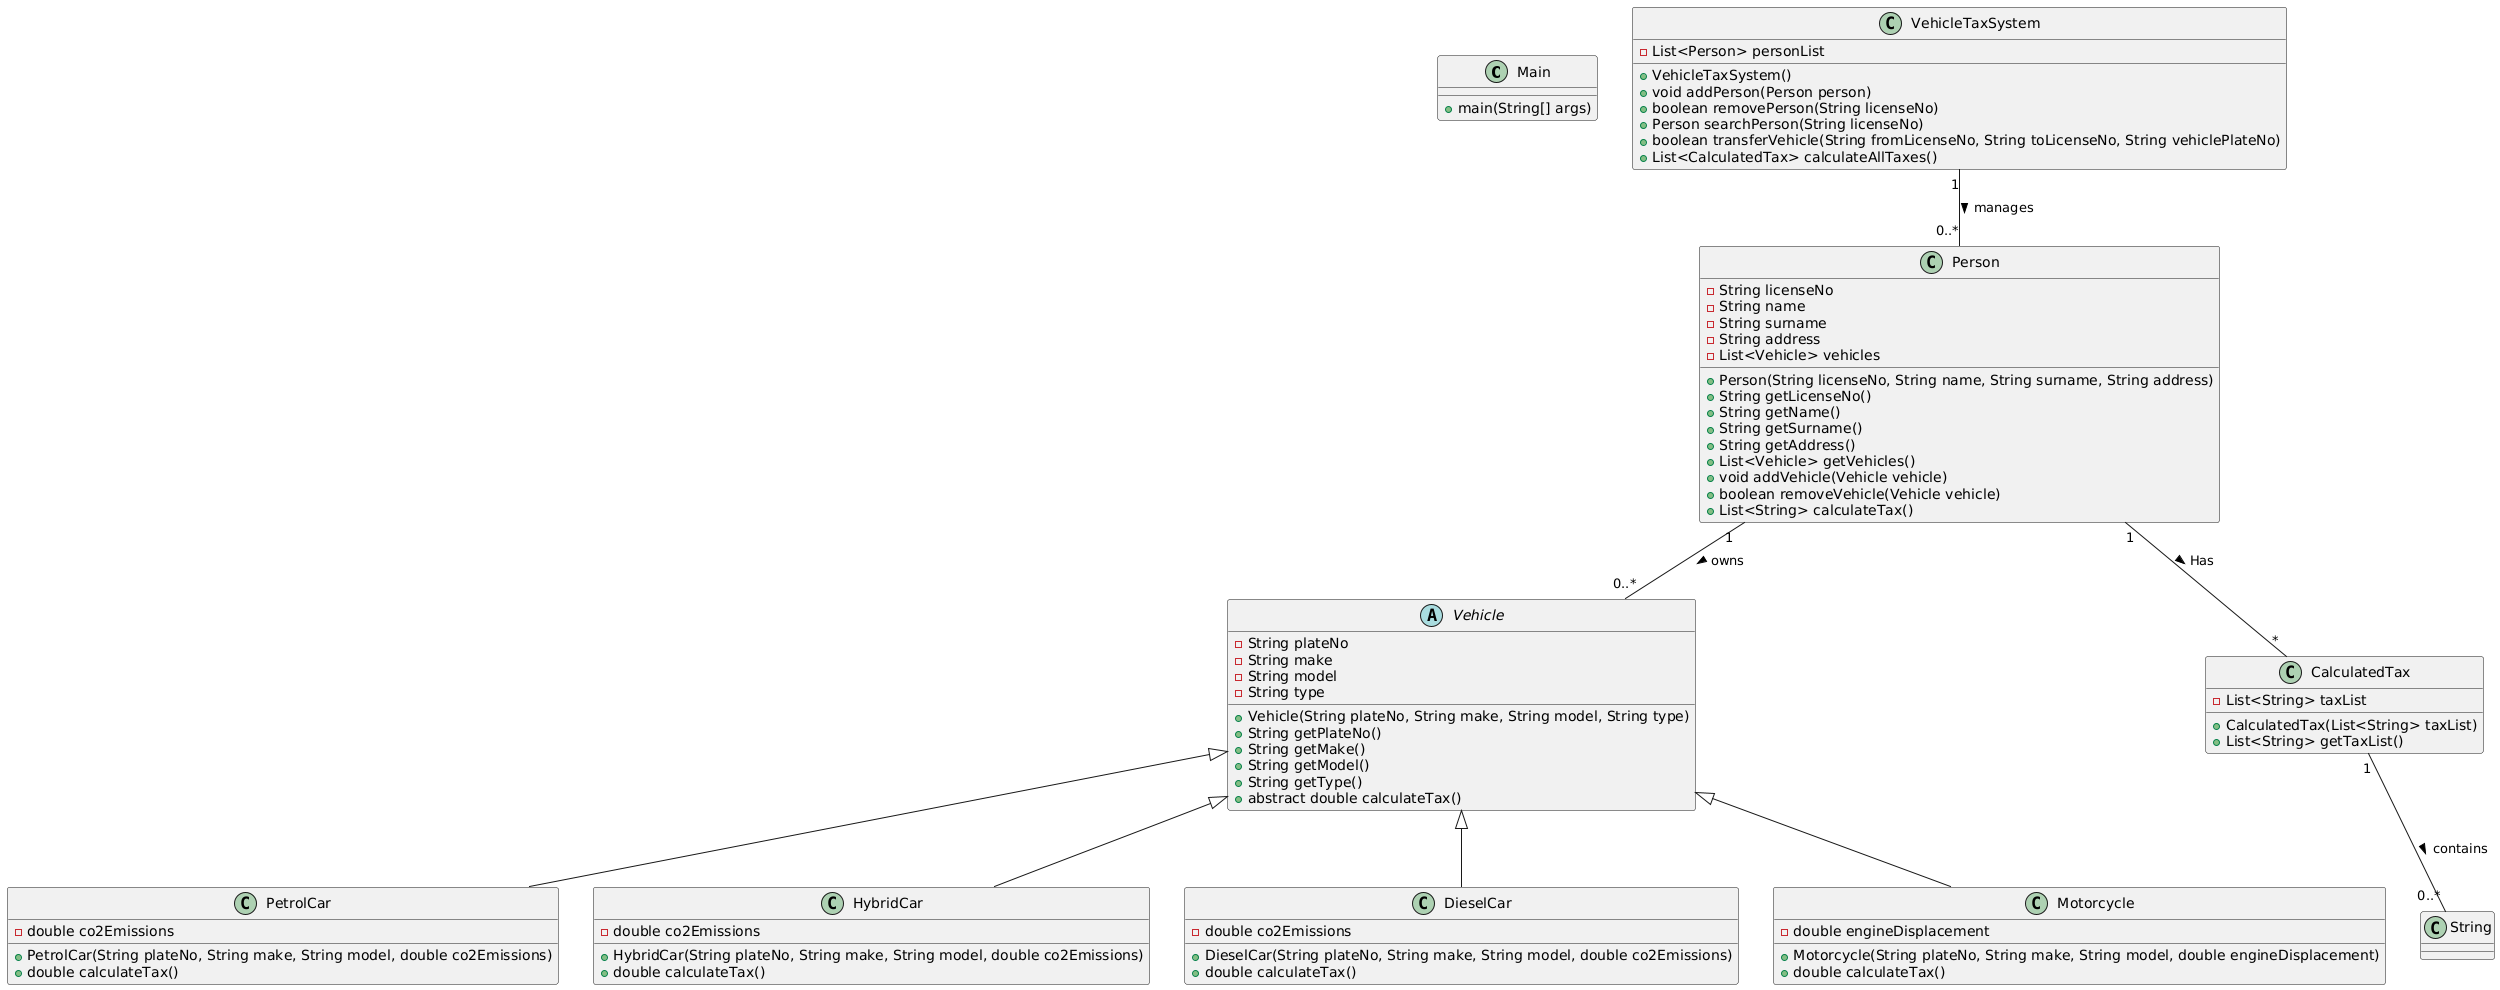 C VehicleTaxSystem
List<Person> personList
VehicleTaxSystem()
void addPerson(Person person)
boolean removePerson(String licenseNo)
Person searchPerson(String licenseNo)
boolean transferVehicle(String fromLicenseNo, String toLicenseNo, String vehiclePlateNo)
List<CalculatedTax> calculateAllTaxes()
C Main
main(String[] args)
1
manages
0..*
C Person
String licenseNo
String name
String surname
String address
List<Vehicle> vehicles
Person(String licenseNo, String name, String surname, String address)
String getLicenseNo()
String getName()
String getSurname()
String getAddress()
List<Vehicle> getVehicles()
void addVehicle(Vehicle vehicle)
boolean removeVehicle(Vehicle vehicle)
List<String> calculateTax()
1
owns
0..*
1
Has
*
A Vehicle
String plateNo
String make
String model
String type
Vehicle(String plateNo, String make, String model, String type)
String getPlateNo()
String getMake()
String getModel()
String getType()
abstract double calculateTax()
C CalculatedTax
List<String> taxList
CalculatedTax(List<String> taxList)
List<String> getTaxList()
1
contains
0..*
C PetrolCar
double co2Emissions
PetrolCar(String plateNo, String make, String model, double co2Emissions)
double calculateTax()
C HybridCar
double co2Emissions
HybridCar(String plateNo, String make, String model, double co2Emissions)
double calculateTax()
C DieselCar
double co2Emissions
DieselCar(String plateNo, String make, String model, double co2Emissions)
double calculateTax()
C Motorcycle
double engineDisplacement
Motorcycle(String plateNo, String make, String model, double engineDisplacement)
double calculateTax()
C String